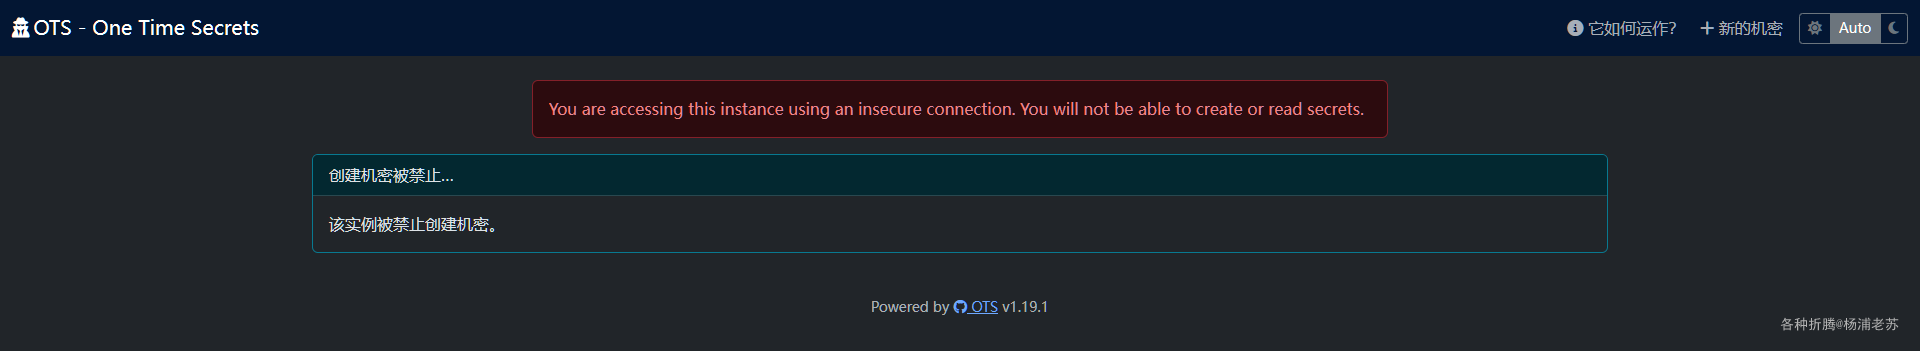 OTS - One Time Secrets
它如何运作?
新的机密
Auto
You are accessing this instance using an insecure connection. You will not be able to create or read secrets.
创建机密被禁止...
该实例被禁止创建机密。
Powered by OTS v1.19.1
各种折腾@杨浦老苏